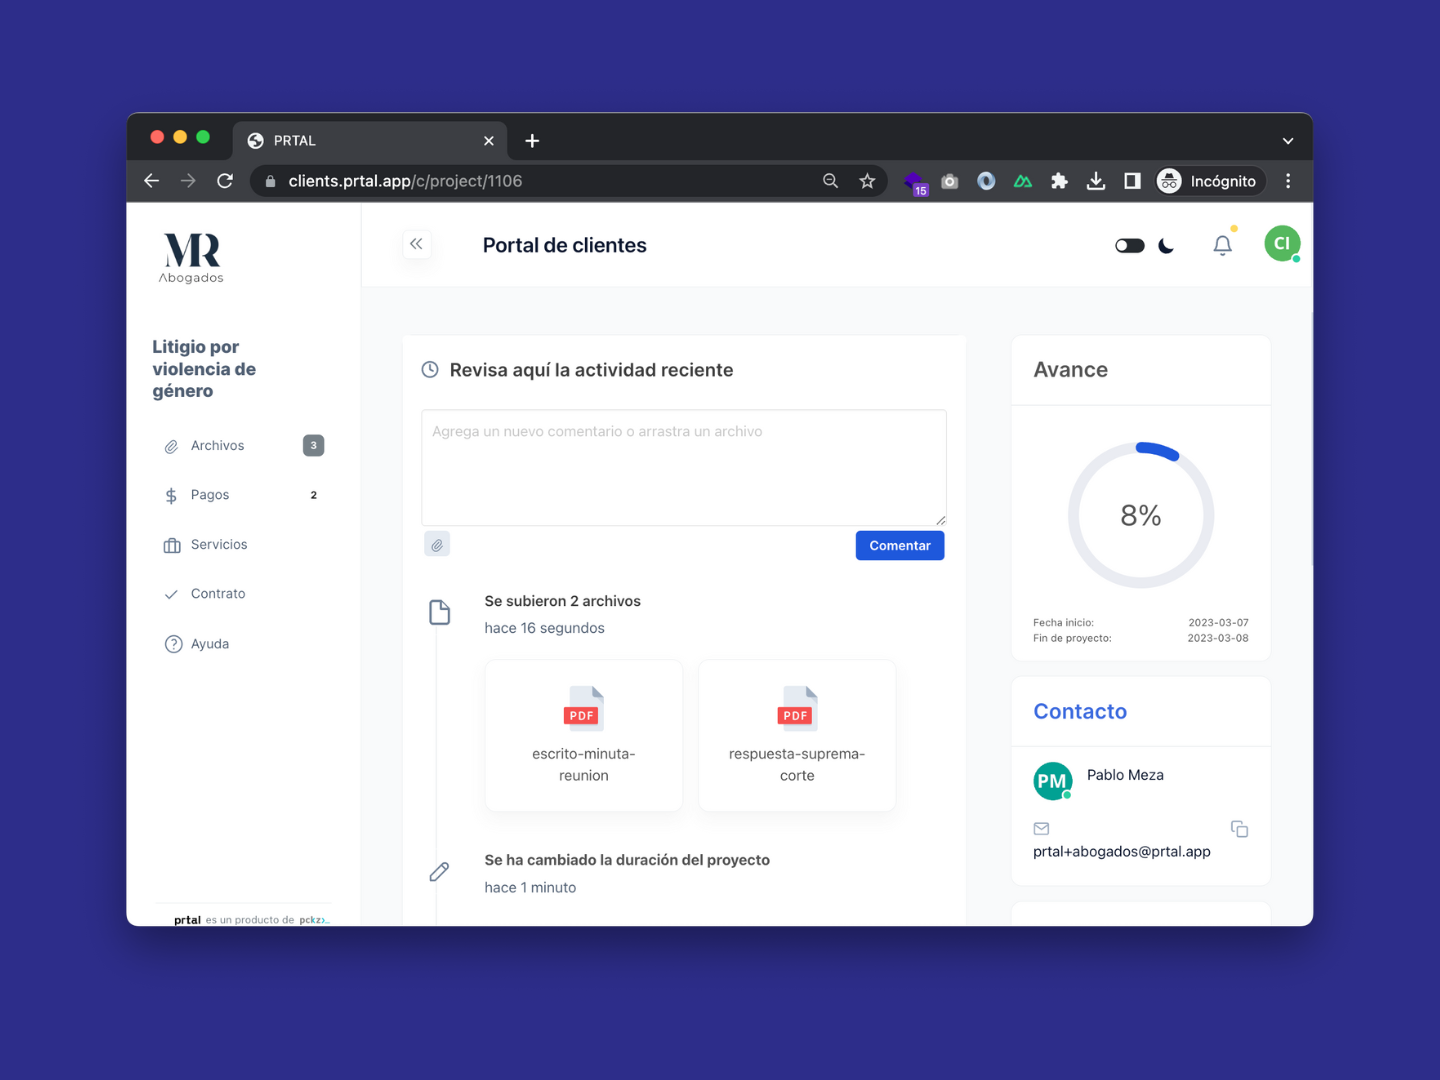 PRTAL
clients.prtal.app/c/project/1106
15
Incógnito
MR
Abogados
Portal de clientes
CI
Litigio por
violencia de
género
Archivos 3
Pagos 2
Servicios
Contrato
Ayuda
prtal es un producto de pckz>_
Revisa aquí la actividad reciente
Agrega un nuevo comentario o arrastra un archivo
Comentar
Se subieron 2 archivos
hace 16 segundos
PDF
escrito-minuta-
reunion
PDF
respuesta-suprema-
corte
Se ha cambiado la duración del proyecto
hace 1 minuto
Avance
8%
Fecha inicio: 2023-03-07
Fin de proyecto: 2023-03-08
Contacto
PM
Pablo Meza
prtal+abogados@prtal.app